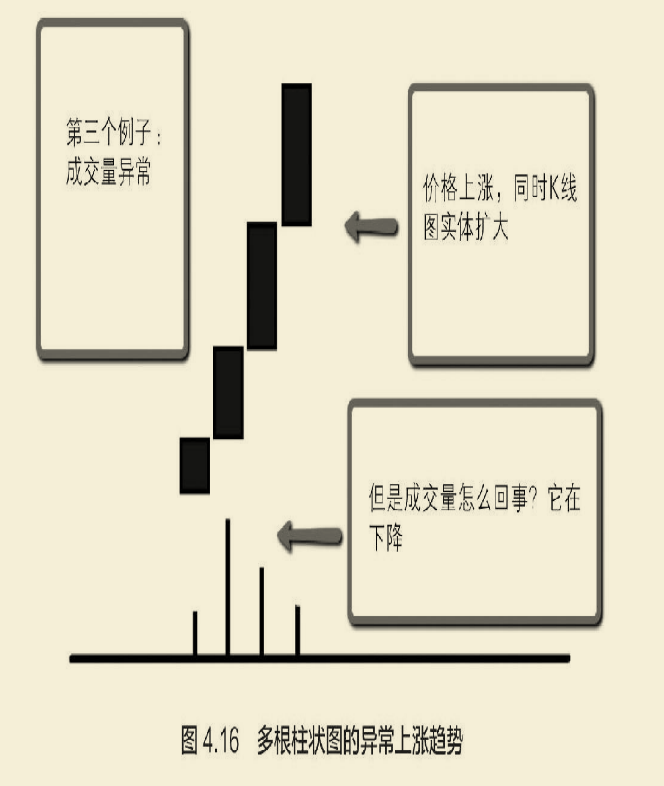 第三个例子：
成交量异常
价格上涨，同时K线
图实体扩大
但是成交量怎么回事？它在
下降
图 4.16 多根柱状图的异常上涨趋势